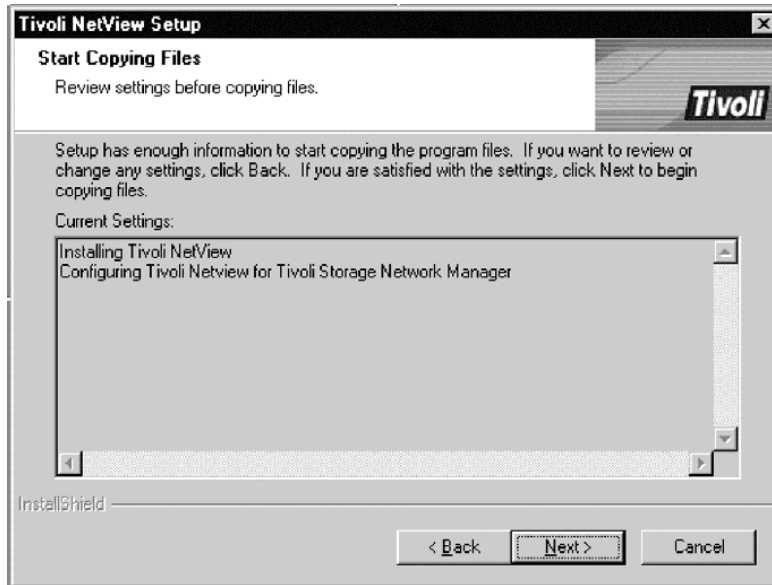 Tivoli NetView Setup
Start Copying Files
Review settings before copying files.
Tivoli
Setup has enough information to start copying the program files. If you want to review or
change any settings, click Back. If you are satisfied with the settings, click Next to begin
copying files.
Current Settings:
Installing Tivoli NetView
Configuring Tivoli Netview for Tivoli Storage Network Manager
InstallShield
< Back
Next >
Cancel